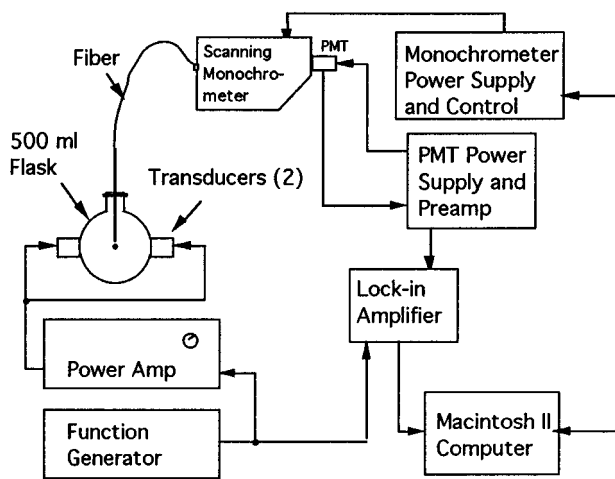 Scanning
Monochro-
meter
PMT
Fiber
Monochrometer
Power Supply
and Control
500 ml
Flask
Transducers (2)
PMT Power
Supply and
Preamp
Lock-in
Amplifier
Power Amp
Function
Generator
Macintosh II
Computer